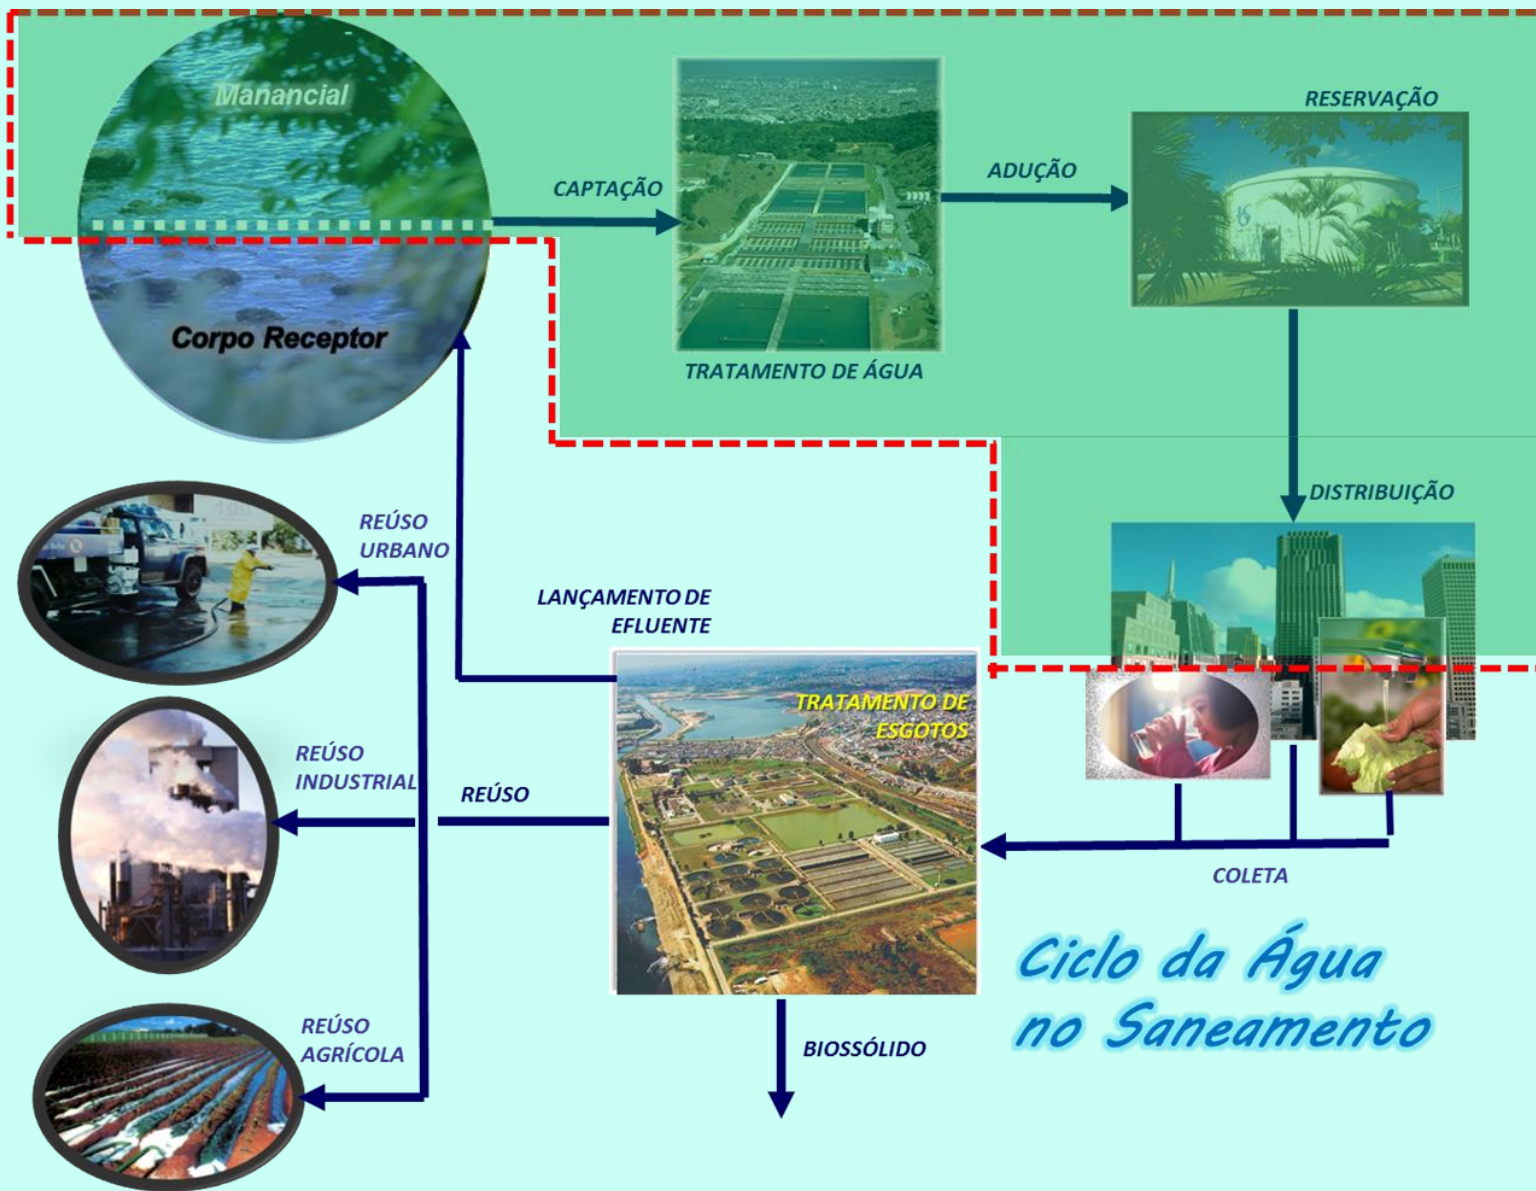 Manancial
RESERVAÇÃO
CAPTAÇÃO
ADUÇÃO
Corpo Receptor
TRATAMENTO DE ÁGUA
DISTRIBUIÇÃO
REÚSO
URBANO
LANÇAMENTO DE
EFLUENTE
TRATAMENTO DE
ESGOTOS
REÚSO
INDUSTRIAL
REÚSO
COLETA
Ciclo da Água
no Saneamento
REÚSO
AGRÍCOLA
BIOSSÓLIDO